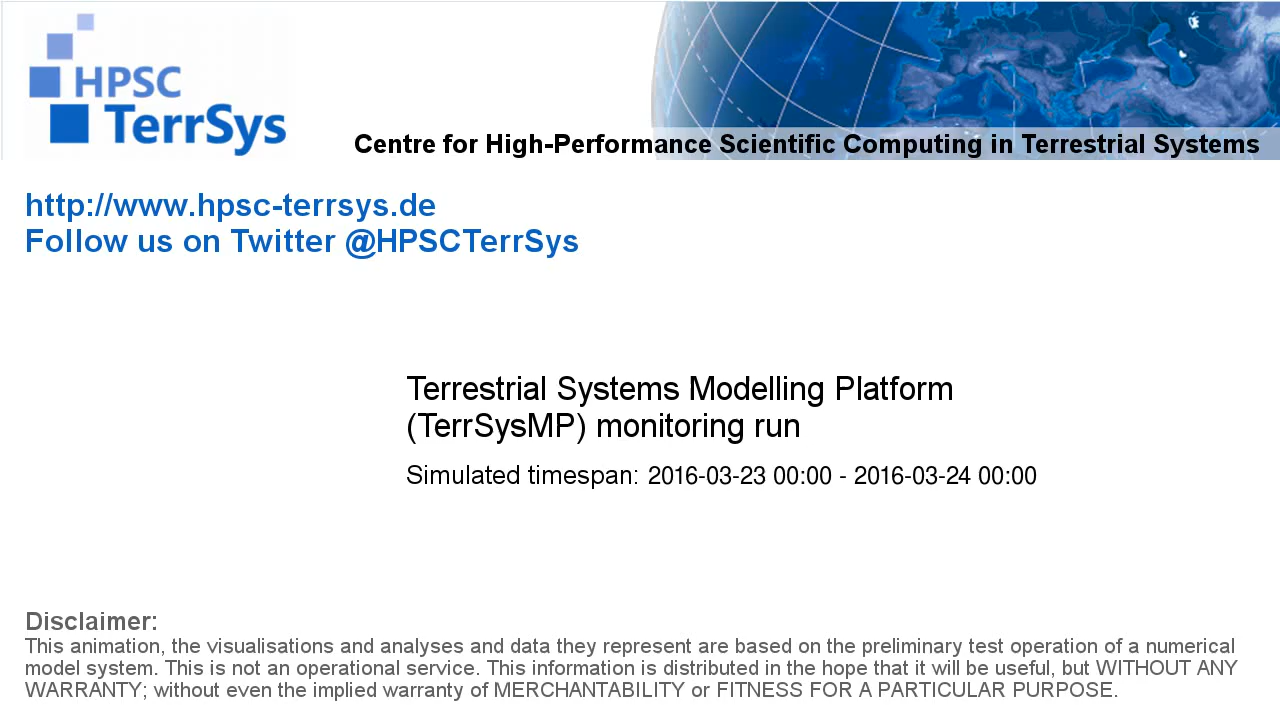 HPSC
TerrSys
Centre for High-Performance Scientific Computing in Terrestrial Systems
http://www.hpsc-terrsys.de
Follow us on Twitter @HPSCTerrSys
Terrestrial Systems Modelling Platform
(TerrSysMP) monitoring run
Simulated timespan: 2016-03-23 00:00 - 2016-03-24 00:00
Disclaimer:
This animation, the visualisations and analyses and data they represent are based on the preliminary test operation of a numerical
model system. This is not an operational service. This information is distributed in the hope that it will be useful, but WITHOUT ANY
WARRANTY; without even the implied warranty of MERCHANTABILITY or FITNESS FOR A PARTICULAR PURPOSE.